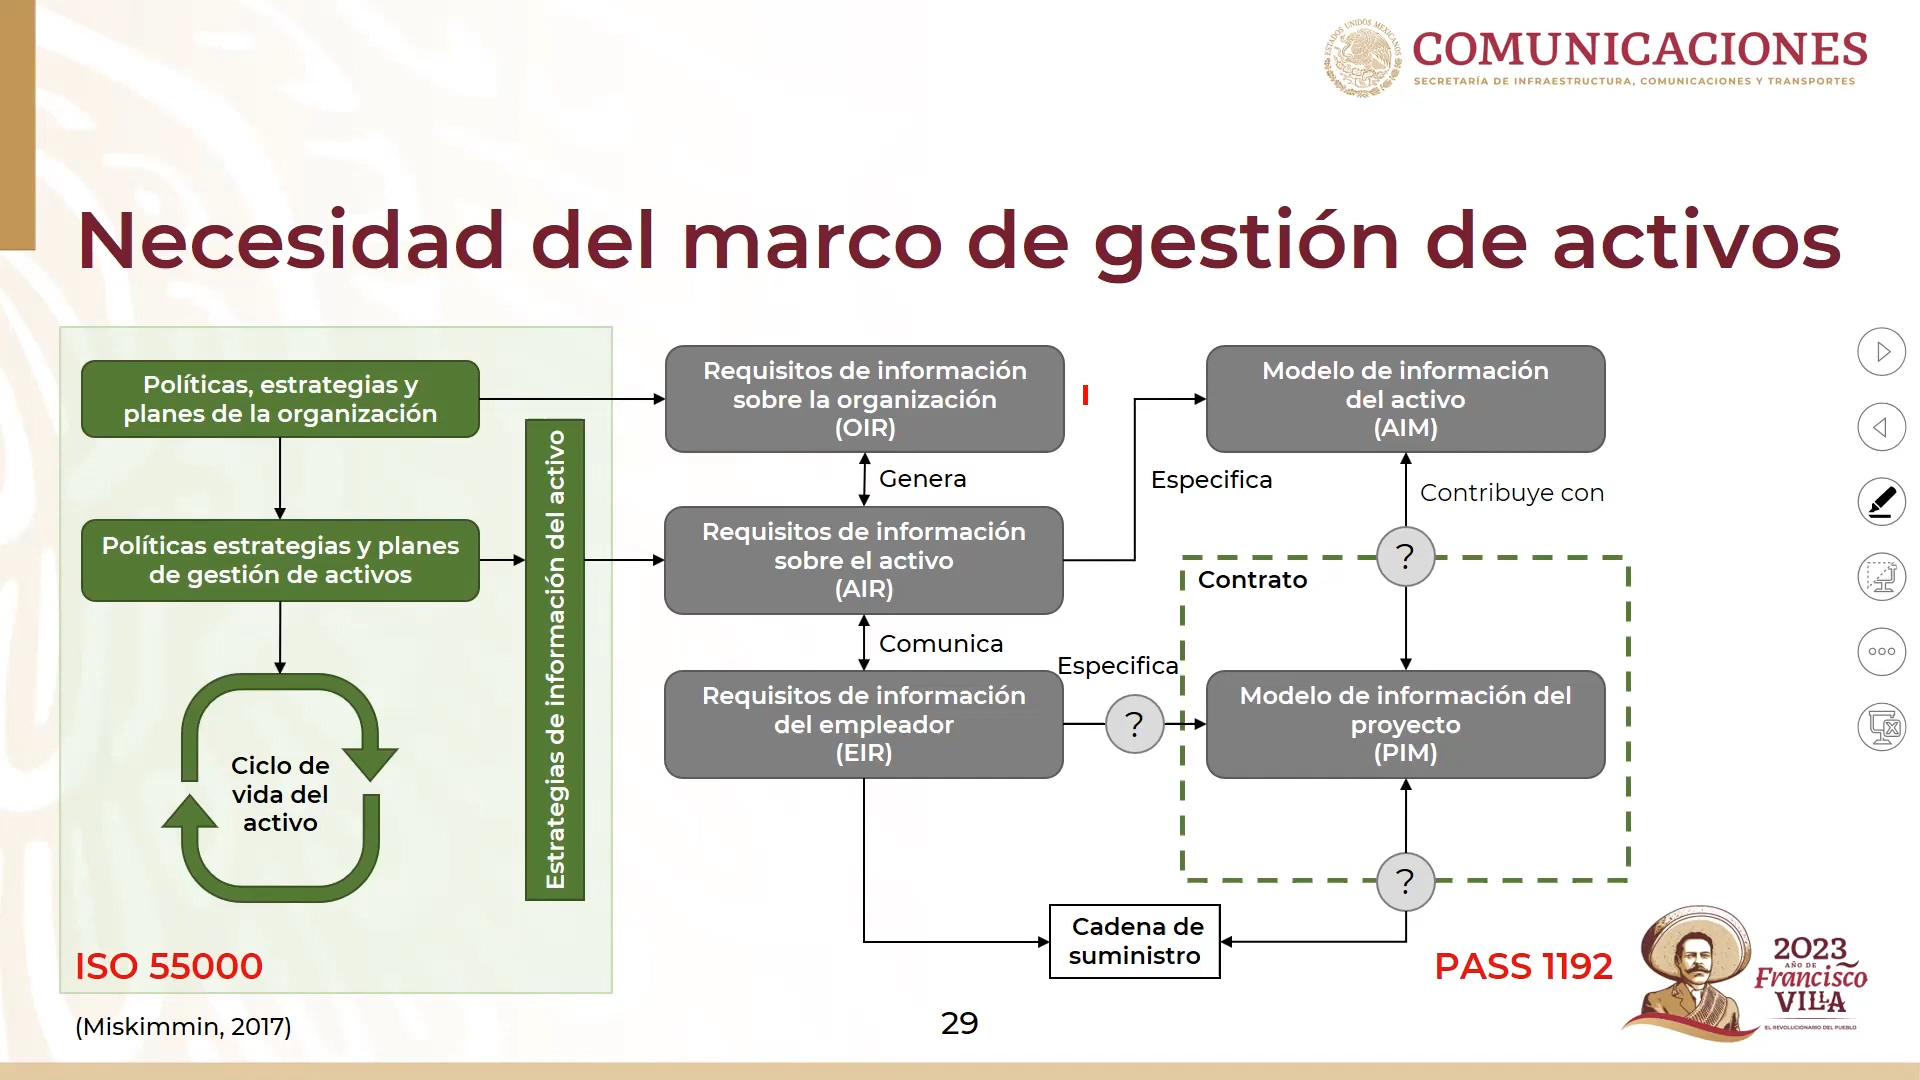 ESTADOS UNIDOS MEXICANOS
COMUNICACIONES
SECRETARÍA DE INFRAESTRUCTURA, COMUNICACIONES Y TRANSPORTES
Necesidad del marco de gestión de activos
Políticas, estrategias y
planes de la organización
Políticas estrategias y planes
de gestión de activos
Ciclo de
vida del
activo
Estrategias de información del activo
ISO 55000
(Miskimmin, 2017)
Requisitos de información
sobre la organización
(OIR)
Genera
Requisitos de información
sobre el activo
(AIR)
Comunica
Requisitos de información
del empleador
(EIR)
Especifica
Especifica
?
Modelo de información
del activo
(AIM)
Contribuye con
?
Contrato
Modelo de información del
proyecto
(PIM)
?
Cadena de
suministro
PASS 1192
29
2023
AÑO DE
Francisco
VILLA
EL REVOLUCIONARIO DEL PUEBLO